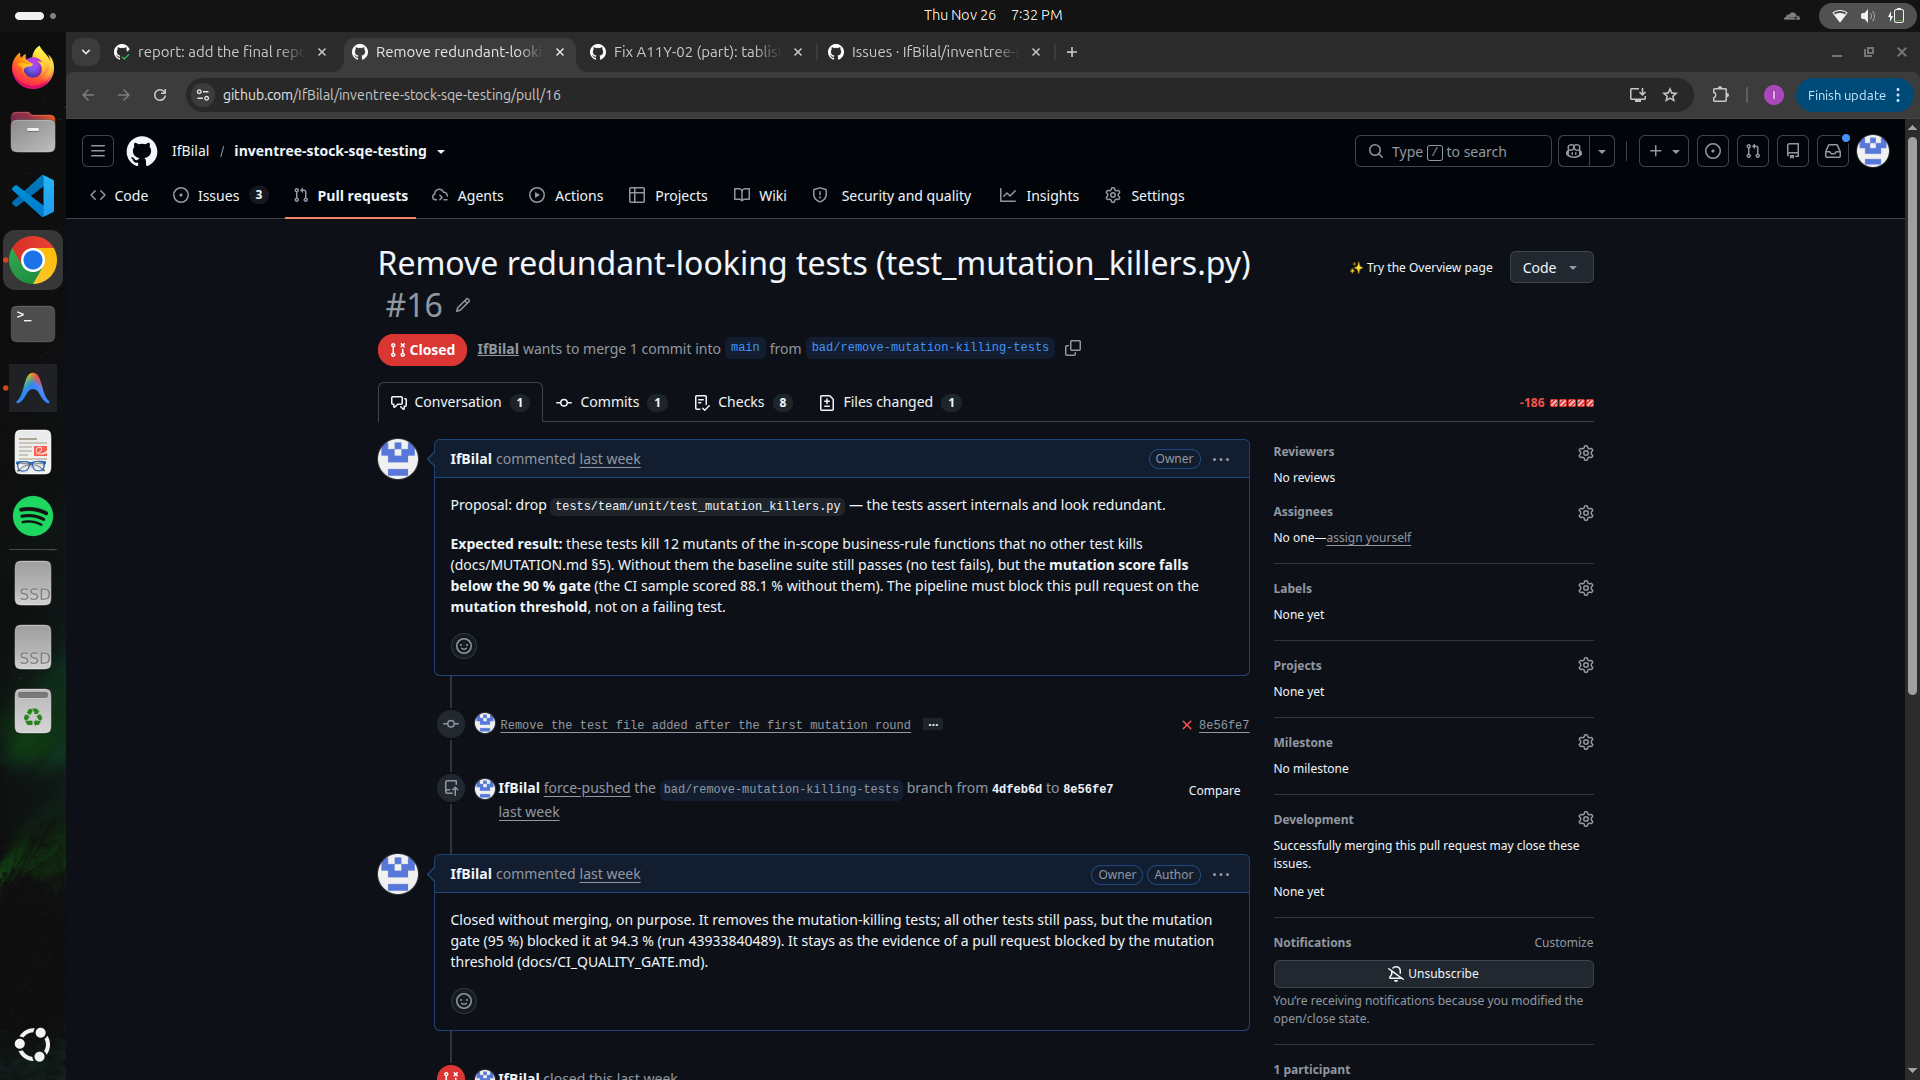 Thu Nov 26 7:32 PM
report: add the final repo
Remove redundant-looki
Fix A11Y-02 (part): tablis
Issues · IfBilal/inventree-s
github.com/IfBilal/inventree-stock-sqe-testing/pull/16
I
Finish update
IfBilal / inventree-stock-sqe-testing
Type / to search
Code
Issues 3
Pull requests
Agents
Actions
Projects
Wiki
Security and quality
Insights
Settings
Remove redundant-looking tests (test_mutation_killers.py)
#16
Try the Overview page
Code
Closed
IfBilal wants to merge 1 commit into main from bad/remove-mutation-killing-tests
Conversation 1
Commits 1
Checks 8
Files changed 1
-186
IfBilal commented last week
Owner
Proposal: drop tests/team/unit/test_mutation_killers.py — the tests assert internals and look redundant.
Expected result: these tests kill 12 mutants of the in-scope business-rule functions that no other test kills
(docs/MUTATION.md §5). Without them the baseline suite still passes (no test fails), but the mutation score falls
below the 90 % gate (the CI sample scored 88.1 % without them). The pipeline must block this pull request on the
mutation threshold, not on a failing test.
Remove the test file added after the first mutation round
8e56fe7
IfBilal force-pushed the bad/remove-mutation-killing-tests branch from 4dfeb6d to 8e56fe7
last week
Compare
IfBilal commented last week
Owner
Author
Closed without merging, on purpose. It removes the mutation-killing tests; all other tests still pass, but the mutation
gate (95 %) blocked it at 94.3 % (run 43933840489). It stays as the evidence of a pull request blocked by the mutation
threshold (docs/CI_QUALITY_GATE.md).
IfBilal closed this last week
Reviewers
No reviews
Assignees
No one—assign yourself
Labels
None yet
Projects
None yet
Milestone
No milestone
Development
Successfully merging this pull request may close these
issues.
None yet
Notifications
Customize
Unsubscribe
You're receiving notifications because you modified the
open/close state.
1 participant
SSD
SSD